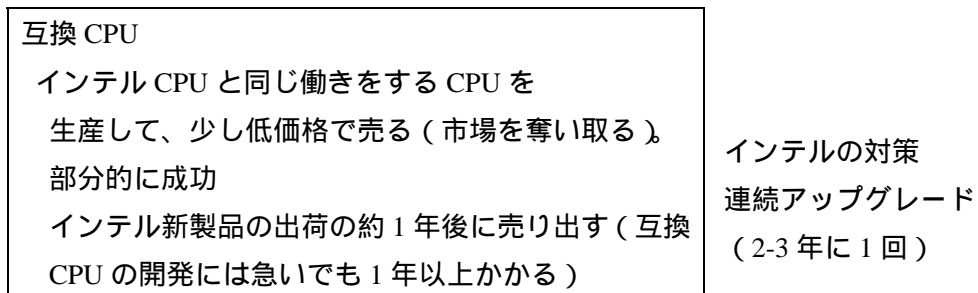 互換 CPU
インテル CPU と同じ働きをする CPU を
生産して、少し低価格で売る（市場を奪い取る）。
部分的に成功
インテル新製品の出荷の約 1 年後に売り出す（互換
CPU の開発には急いでも 1 年以上かかる）
インテルの対策
連続アップグレード
（2-3 年に 1 回）